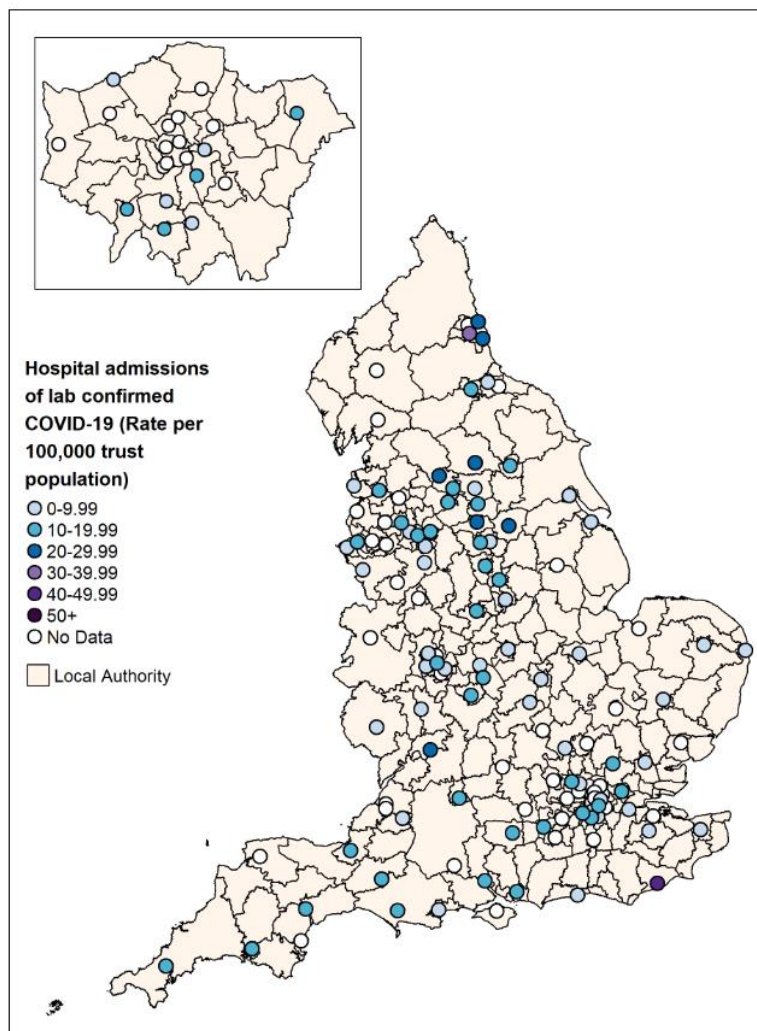 Hospital admissions
of lab confirmed
COVID-19 (Rate per
100,000 trust
population)
0-9.99
10-19.99
20-29.99
30-39.99
40-49.99
50+
No Data
Local Authority